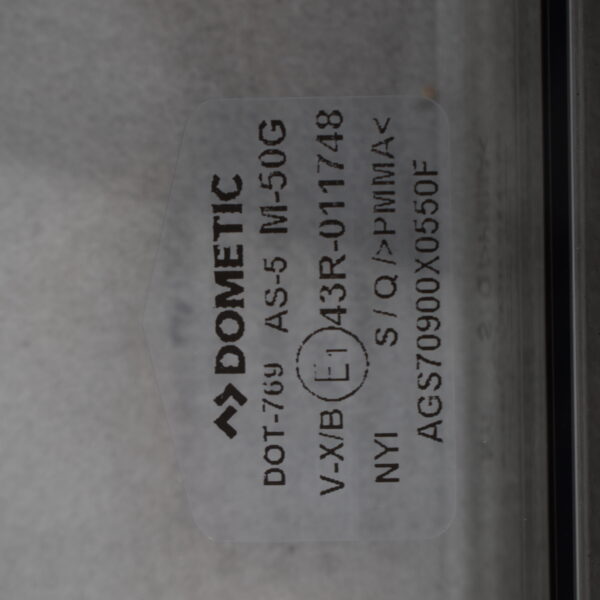 DOMETIC
DOT-769 AS-5 M-50G
V-X/B E1 43R-011748
NYI S / Q />PMMA<
AGS70900X0550F